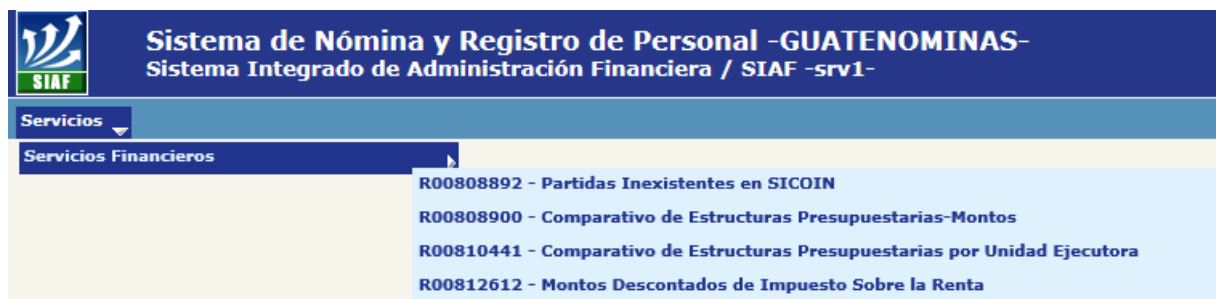 SIAF
Sistema de Nómina y Registro de Personal -GUATENOMINAS-
Sistema Integrado de Administración Financiera / SIAF -srv1-
Servicios
Servicios Financieros
R00808892 - Partidas Inexistentes en SICOIN
R00808900 - Comparativo de Estructuras Presupuestarias-Montos
R00810441 - Comparativo de Estructuras Presupuestarias por Unidad Ejecutora
R00812612 - Montos Descontados de Impuesto Sobre la Renta